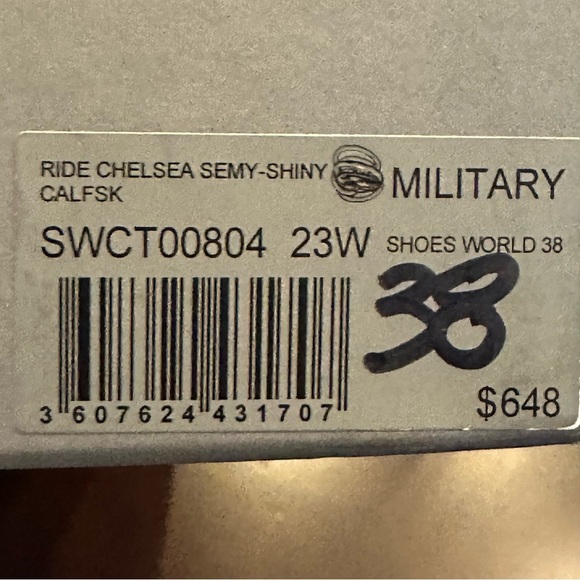 RIDE CHELSEA SEMY-SHINY
CALFSK
MILITARY
SWCT00804 23W SHOES WORLD 38
38
3 607624 431707
$648